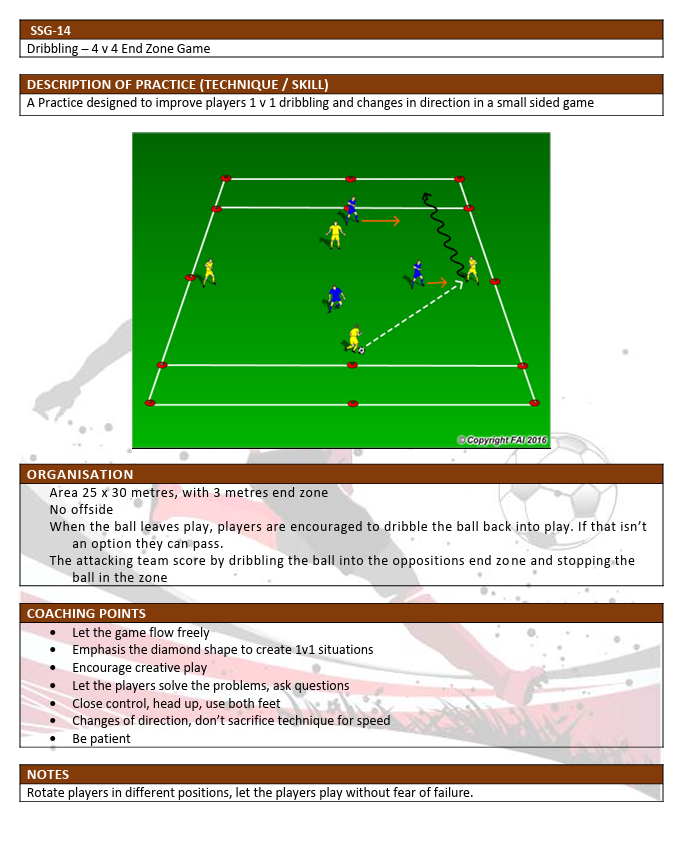 SSG-14
Dribbling – 4 v 4 End Zone Game
DESCRIPTION OF PRACTICE (TECHNIQUE / SKILL)
A Practice designed to improve players 1 v 1 dribbling and changes in direction in a small sided game
© Copyright FAI 2016
ORGANISATION
Area 25 x 30 metres, with 3 metres end zone
No offside
When the ball leaves play, players are encouraged to dribble the ball back into play. If that isn't
an option they can pass.
The attacking team score by dribbling the ball into the oppositions end zone and stopping the
ball in the zone
COACHING POINTS
• Let the game flow freely
• Emphasis the diamond shape to create 1v1 situations
• Encourage creative play
• Let the players solve the problems, ask questions
• Close control, head up, use both feet
• Changes of direction, don't sacrifice technique for speed
• Be patient
NOTES
Rotate players in different positions, let the players play without fear of failure.